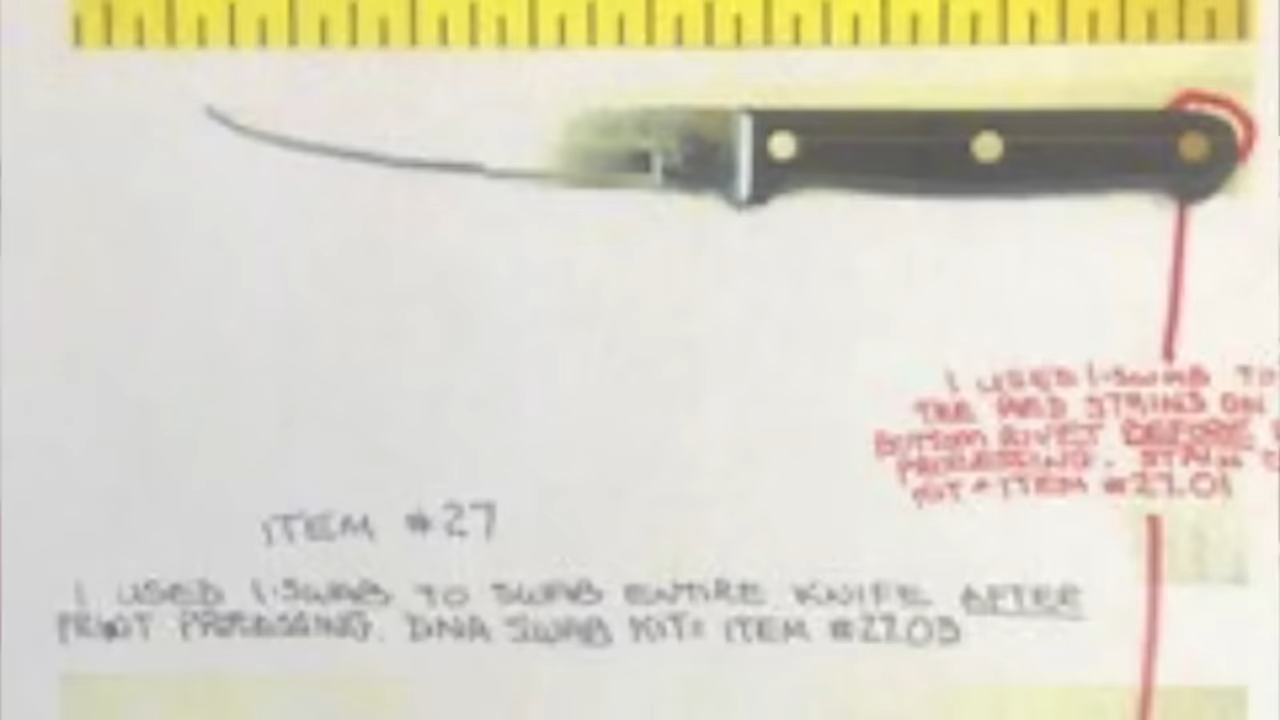 I USED 1-SWAB TO
THE RED STRING ON
BOTTOM RIVET BEFORE
PROCESSING. STAIN
KIT = ITEM #27.01
ITEM #27
I USED 1-SWAB TO SWAB ENTIRE KNIFE AFTER
PRINT PROCESSING. DNA SWAB KIT= ITEM #27.03